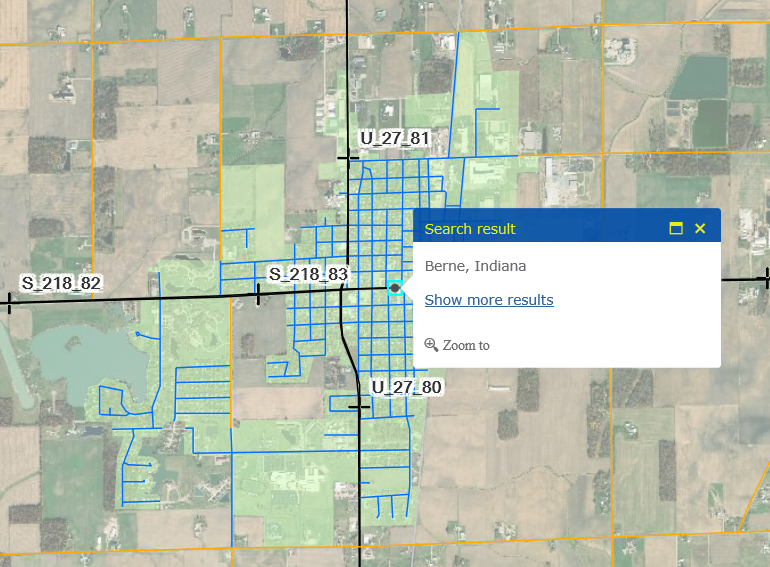 U_27_81
Search result
Berne, Indiana
Show more results
Zoom to
S_218_83
S_218_82
U_27_80